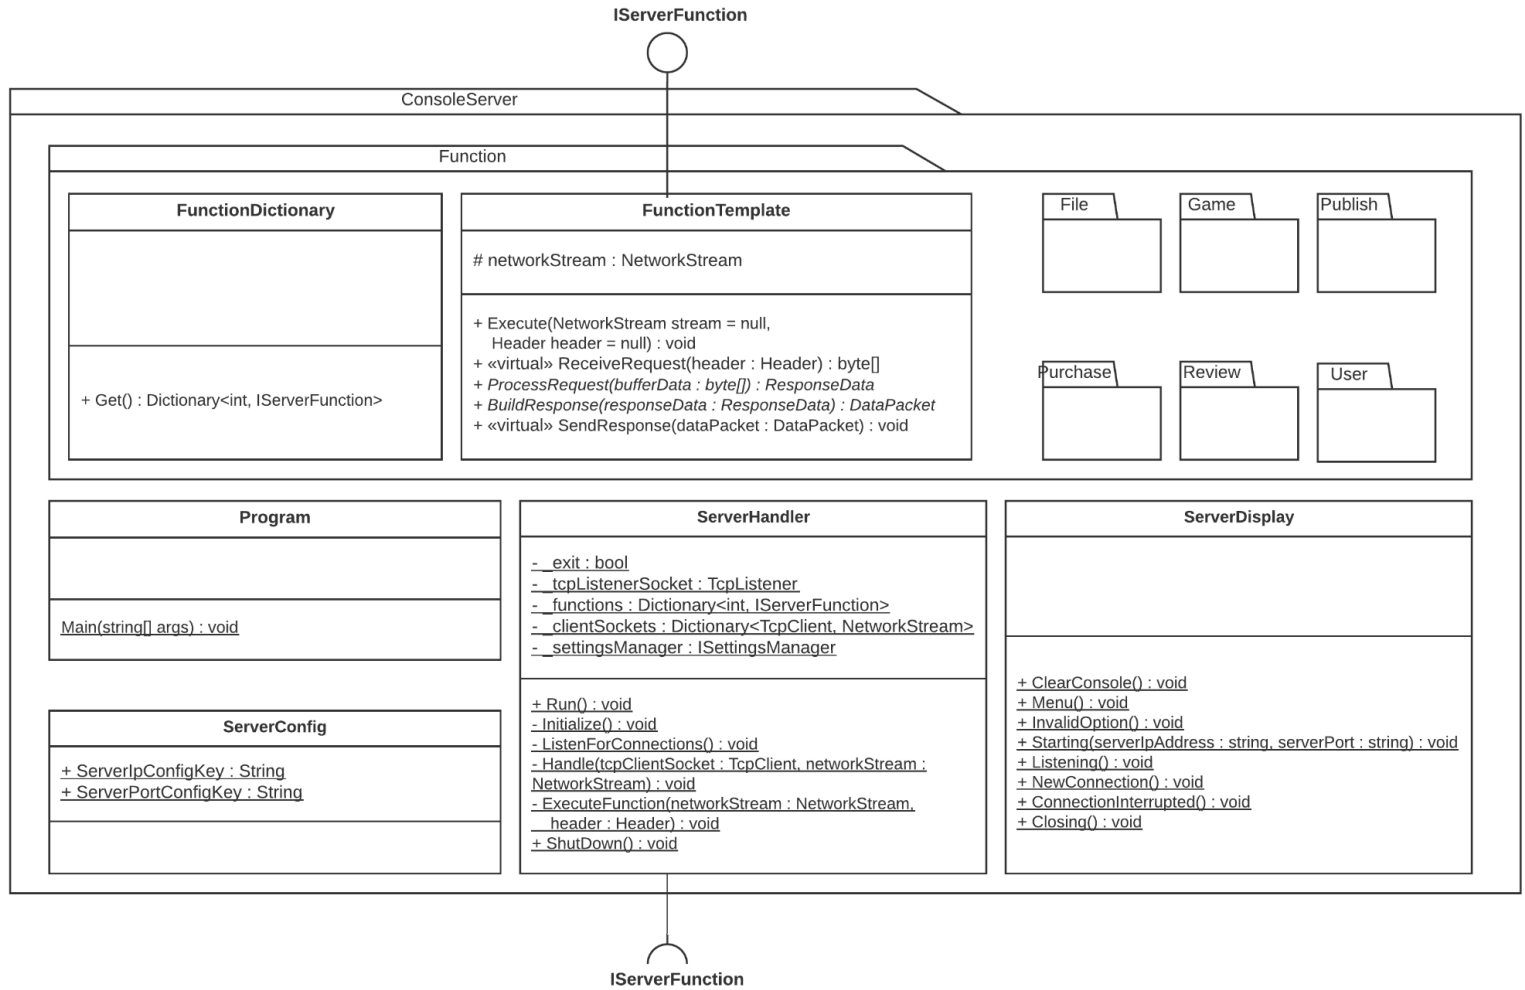 IServerFunction
ConsoleServer
Function
FunctionDictionary
+ Get() : Dictionary<int, IServerFunction>
FunctionTemplate
# networkStream : NetworkStream
+ Execute(NetworkStream stream = null,
Header header = null) : void
+ «virtual» ReceiveRequest(header : Header) : byte[]
+ ProcessRequest(bufferData : byte[]) : ResponseData
+ BuildResponse(responseData : ResponseData) : DataPacket
+ «virtual» SendResponse(dataPacket : DataPacket) : void
File
Game
Publish
Purchase
Review
User
Program
Main(string[] args) : void
ServerConfig
+ ServerIpConfigKey : String
+ ServerPortConfigKey : String
ServerHandler
- _exit : bool
- _tcpListenerSocket : TcpListener
- _functions : Dictionary<int, IServerFunction>
- _clientSockets : Dictionary<TcpClient, NetworkStream>
- _settingsManager : ISettingsManager
+ Run() : void
- Initialize() : void
- ListenForConnections() : void
- Handle(tcpClientSocket : TcpClient, networkStream :
NetworkStream) : void
- ExecuteFunction(networkStream : NetworkStream,
header : Header) : void
+ ShutDown() : void
ServerDisplay
+ ClearConsole() : void
+ Menu() : void
+ InvalidOption() : void
+ Starting(serverIpAddress : string, serverPort : string) : void
+ Listening() : void
+ NewConnection() : void
+ ConnectionInterrupted() : void
+ Closing() : void
IServerFunction